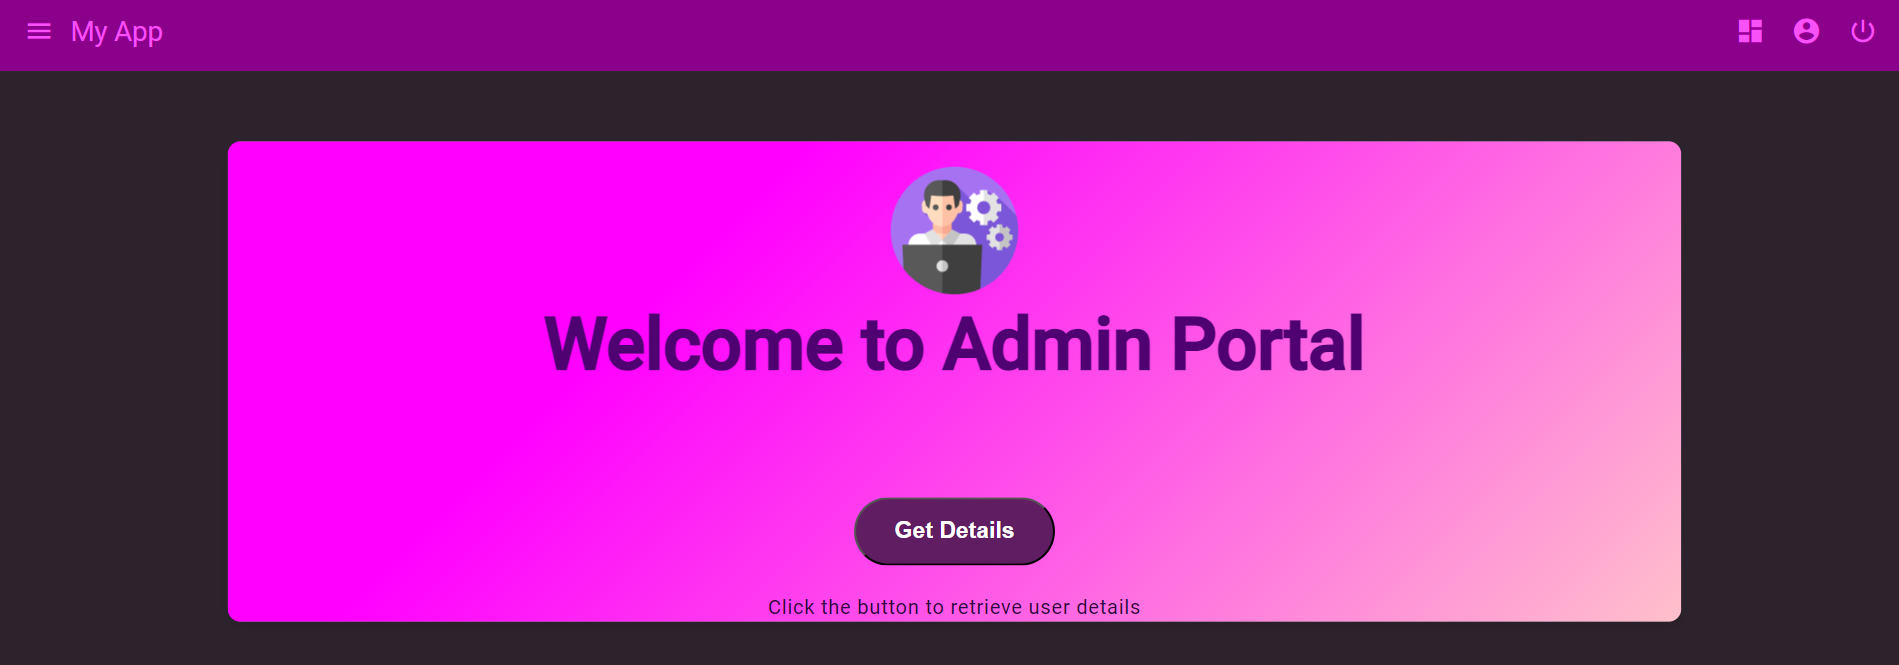 My App
Welcome to Admin Portal
Get Details
Click the button to retrieve user details